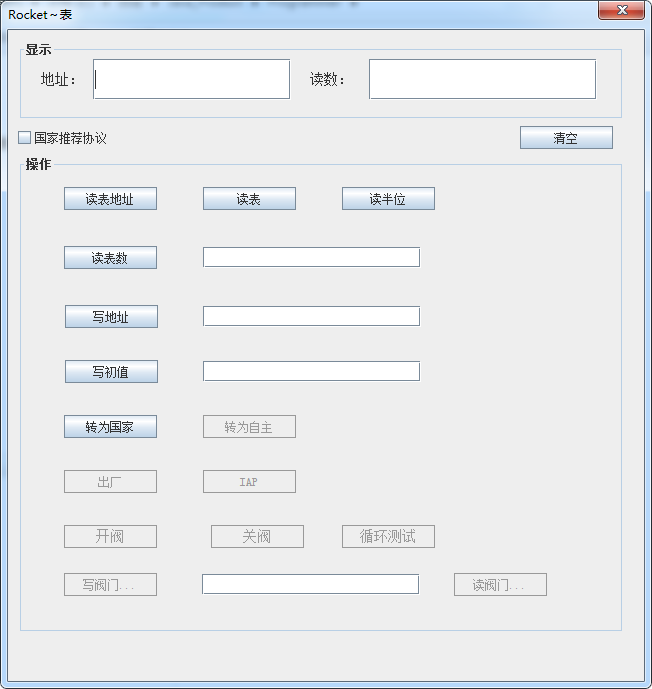 Rocket~表
显示
地址： 读数：
国家推荐协议 清空
操作
读表地址 读表 读半位
读表数
写地址
写初值
转为国家 转为自主
出厂 IAP
开阀 关阀 循环测试
写阀门... 读阀门...